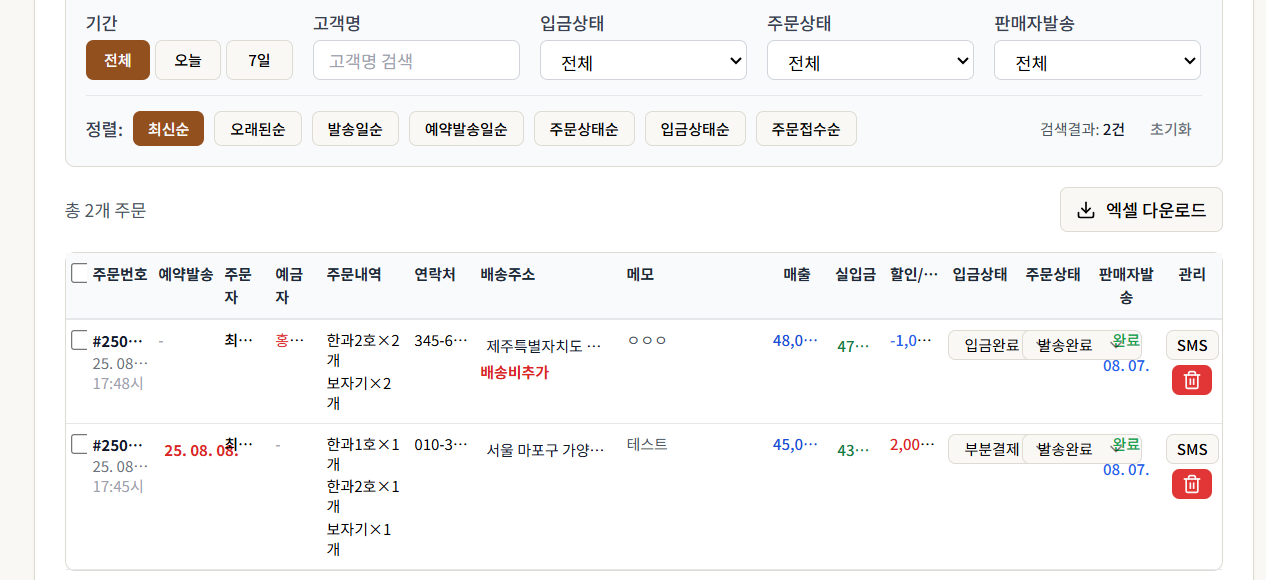 기간 고객명 입금상태 주문상태 판매자발송
전체 오늘 7일 고객명 검색 전체 전체 전체
정렬: 최신순 오래된순 발송일순 예약발송일순 주문상태순 입금상태순 주문접수순 검색결과: 2건 초기화
총 2개 주문 엑셀 다운로드
주문번호 예약발송 주문자 예금자 주문내역 연락처 배송주소 메모 매출 실입금 할인/… 입금상태 주문상태 판매자발송 관리
#250… - 최… 홍… 한과2호×2개 345-6… 제주특별자치도 … ㅇㅇㅇ 48,0… 47… -1,0… 입금완료 발송완료 완료 SMS
25. 08… 보자기×2개 배송비추가 08. 07.
17:48시
#250… 25. 08. 08. 최… - 한과1호×1개 010-3… 서울 마포구 가양… 테스트 45,0… 43… 2,00… 부분결제 발송완료 완료 SMS
25. 08… 한과2호×1개 08. 07.
17:45시 보자기×1개